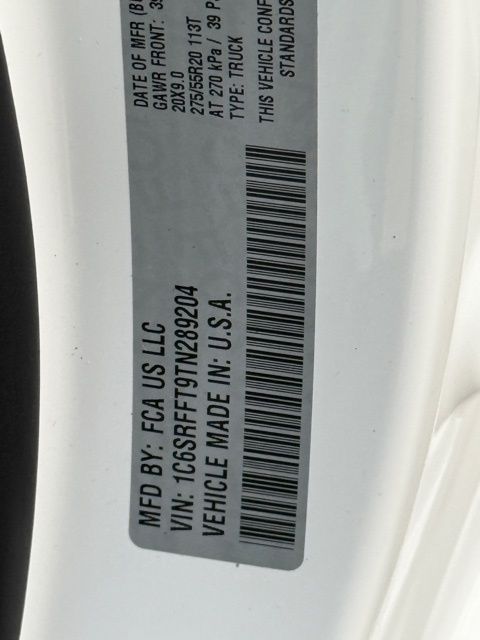 MFD BY: FCA US LLC
VIN: 1C6SRFFT9TN289204
VEHICLE MADE IN: U.S.A.
DATE OF MFR
GAWR FRONT:
20X9.0
275/55R20 113T
AT 270 kPa / 39
TYPE: TRUCK
THIS VEHICLE
STANDARDS